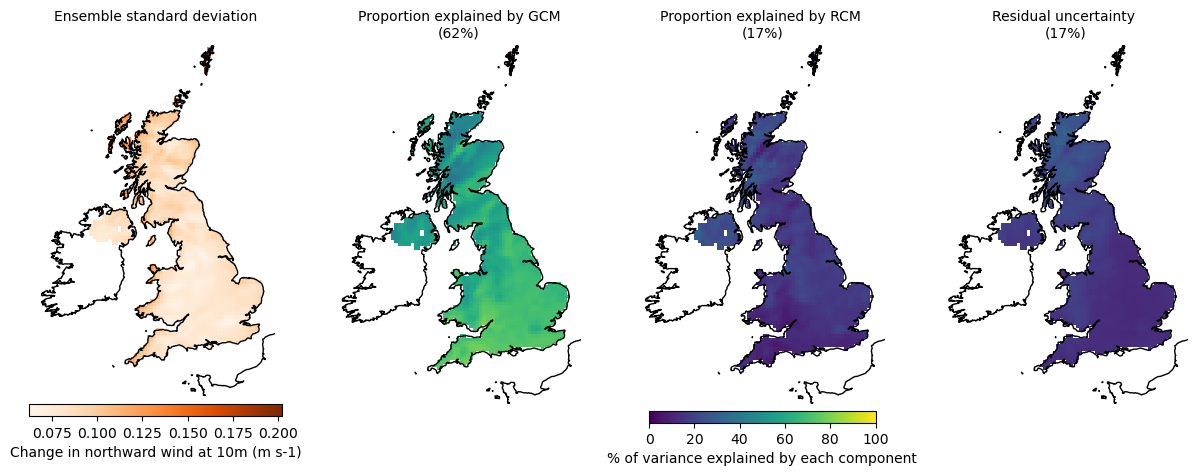 Ensemble standard deviation
Proportion explained by GCM
(62%)
Proportion explained by RCM
(17%)
Residual uncertainty
(17%)
0.075 0.100 0.125 0.150 0.175 0.200
Change in northward wind at 10m (m s-1)
0 20 40 60 80 100
% of variance explained by each component